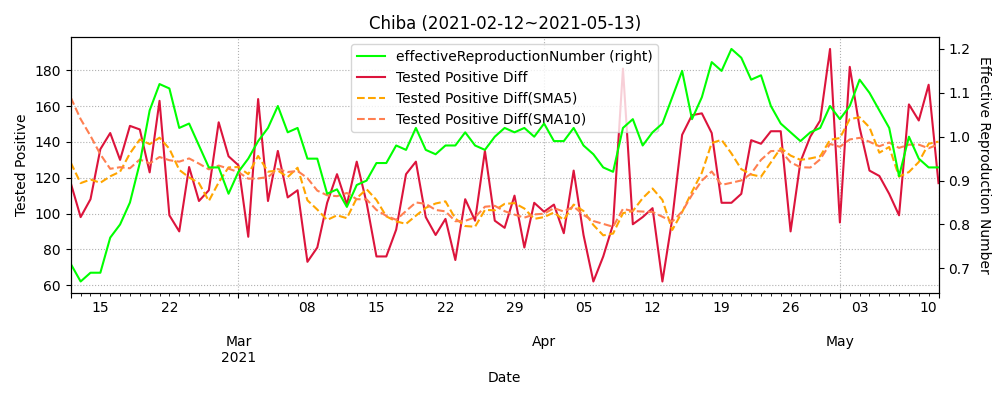 Chiba (2021-02-12~2021-05-13)
effectiveReproductionNumber (right)
Tested Positive Diff
Tested Positive Diff(SMA5)
Tested Positive Diff(SMA10)
Tested Positive
180
160
140
120
100
80
60
1.2
1.1
1.0
0.9
0.8
0.7
Effective Reproduction Number
15 22 08 15 22 29 05 12 19 26 03 10
Mar Apr May
2021
Date